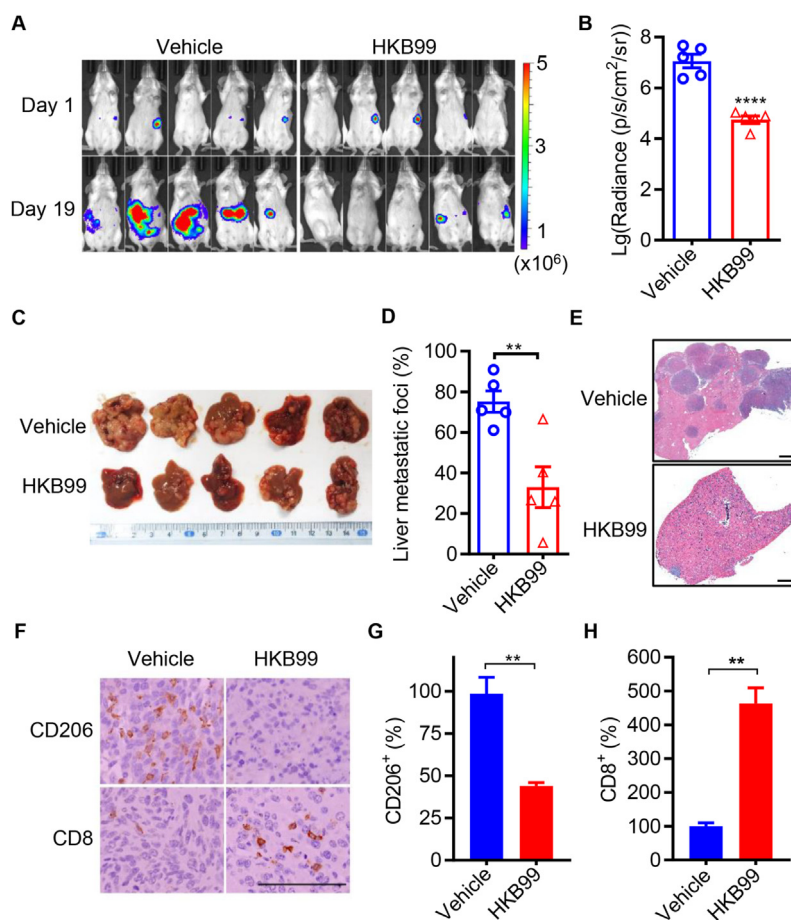 A
Vehicle
HKB99
Day 1
Day 19
5
4
3
2
1
(x10⁶)
B
Lg(Radiance (p/s/cm²/sr))
8
6
4
2
0
****
Vehicle
HKB99
C
Vehicle
HKB99
D
Liver metastatic foci (%)
100
80
60
40
20
0
**
Vehicle
HKB99
E
Vehicle
HKB99
F
Vehicle
HKB99
CD206
CD8
G
CD206⁺ (%)
100
75
50
25
0
**
Vehicle
HKB99
H
CD8⁺ (%)
600
500
400
300
200
100
0
**
Vehicle
HKB99